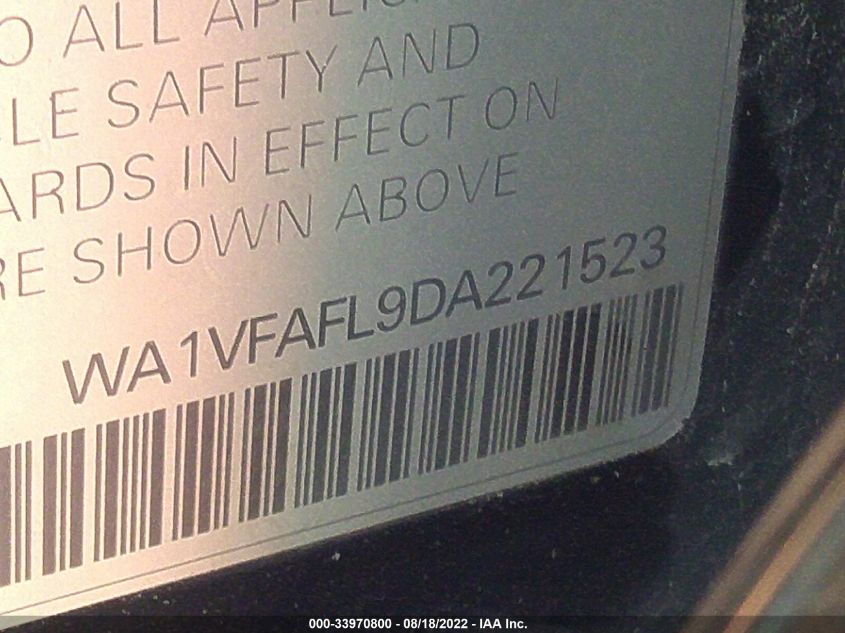 O ALL APPLIC
LE SAFETY AND
ARDS IN EFFECT ON
RE SHOWN ABOVE
WA1VFAFL9DA221523
000-33970800 - 08/18/2022 - IAA Inc.